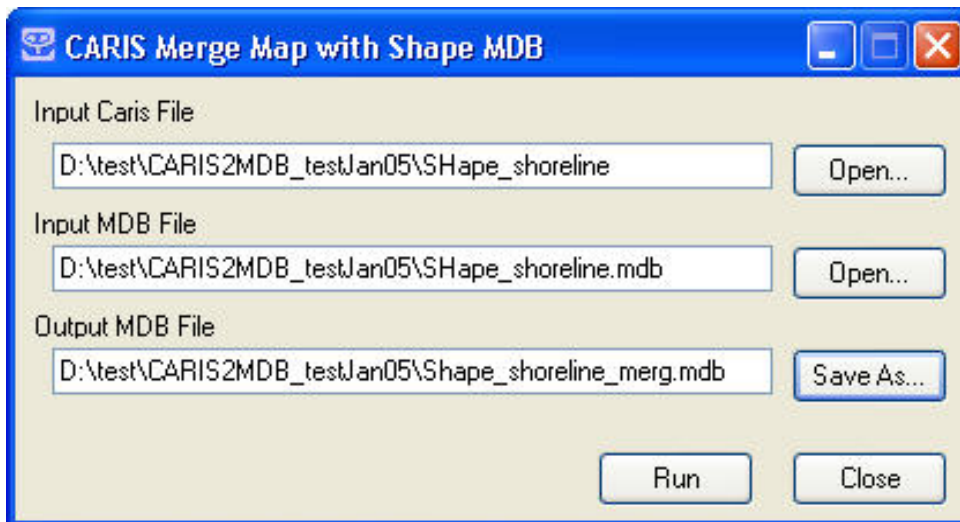 CARIS Merge Map with Shape MDB
Input Caris File
D:\test\CARIS2MDB_testJan05\SHape_shoreline
Open...
Input MDB File
D:\test\CARIS2MDB_testJan05\SHape_shoreline.mdb
Open...
Output MDB File
D:\test\CARIS2MDB_testJan05\Shape_shoreline_merg.mdb
Save As...
Run
Close